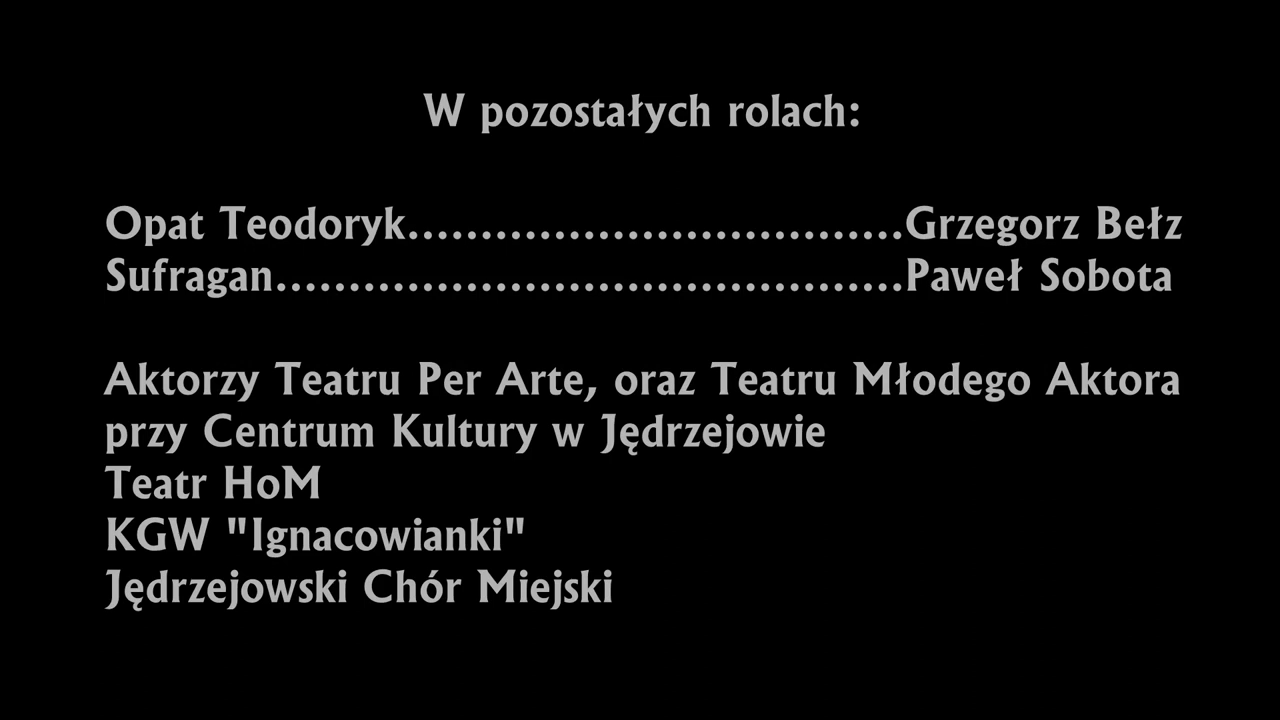 W pozostałych rolach:
Opat Teodoryk..................................Grzegorz Bełz
Sufragan...........................................Paweł Sobota
Aktorzy Teatru Per Arte, oraz Teatru Młodego Aktora
przy Centrum Kultury w Jędrzejowie
Teatr HoM
KGW "Ignacowianki"
Jędrzejowski Chór Miejski